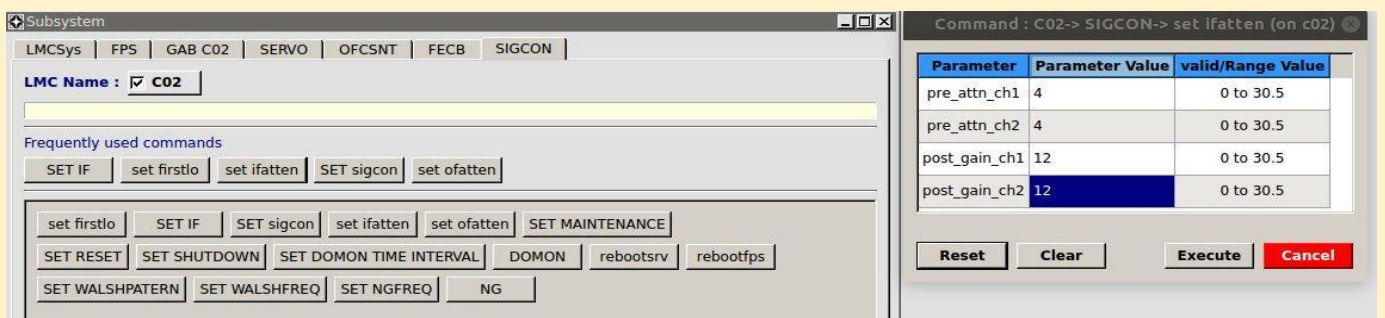 Subsystem
LMCSys FPS GAB C02 SERVO OFCSNT FECB SIGCON
LMC Name : C02
Frequently used commands
SET IF set firstlo set ifatten SET sigcon set ofatten
set firstlo SET IF SET sigcon set ifatten set ofatten SET MAINTENANCE
SET RESET SET SHUTDOWN SET DOMON TIME INTERVAL DOMON rebootsrv rebootfps
SET WALSHPATERN SET WALSHFREQ SET NGFREQ NG
Command : C02-> SIGCON-> set ifatten (on c02)
Parameter Parameter Value valid/Range Value
pre_attn_ch1 4 0 to 30.5
pre_attn_ch2 4 0 to 30.5
post_gain_ch1 12 0 to 30.5
post_gain_ch2 12 0 to 30.5
Reset Clear Execute Cancel